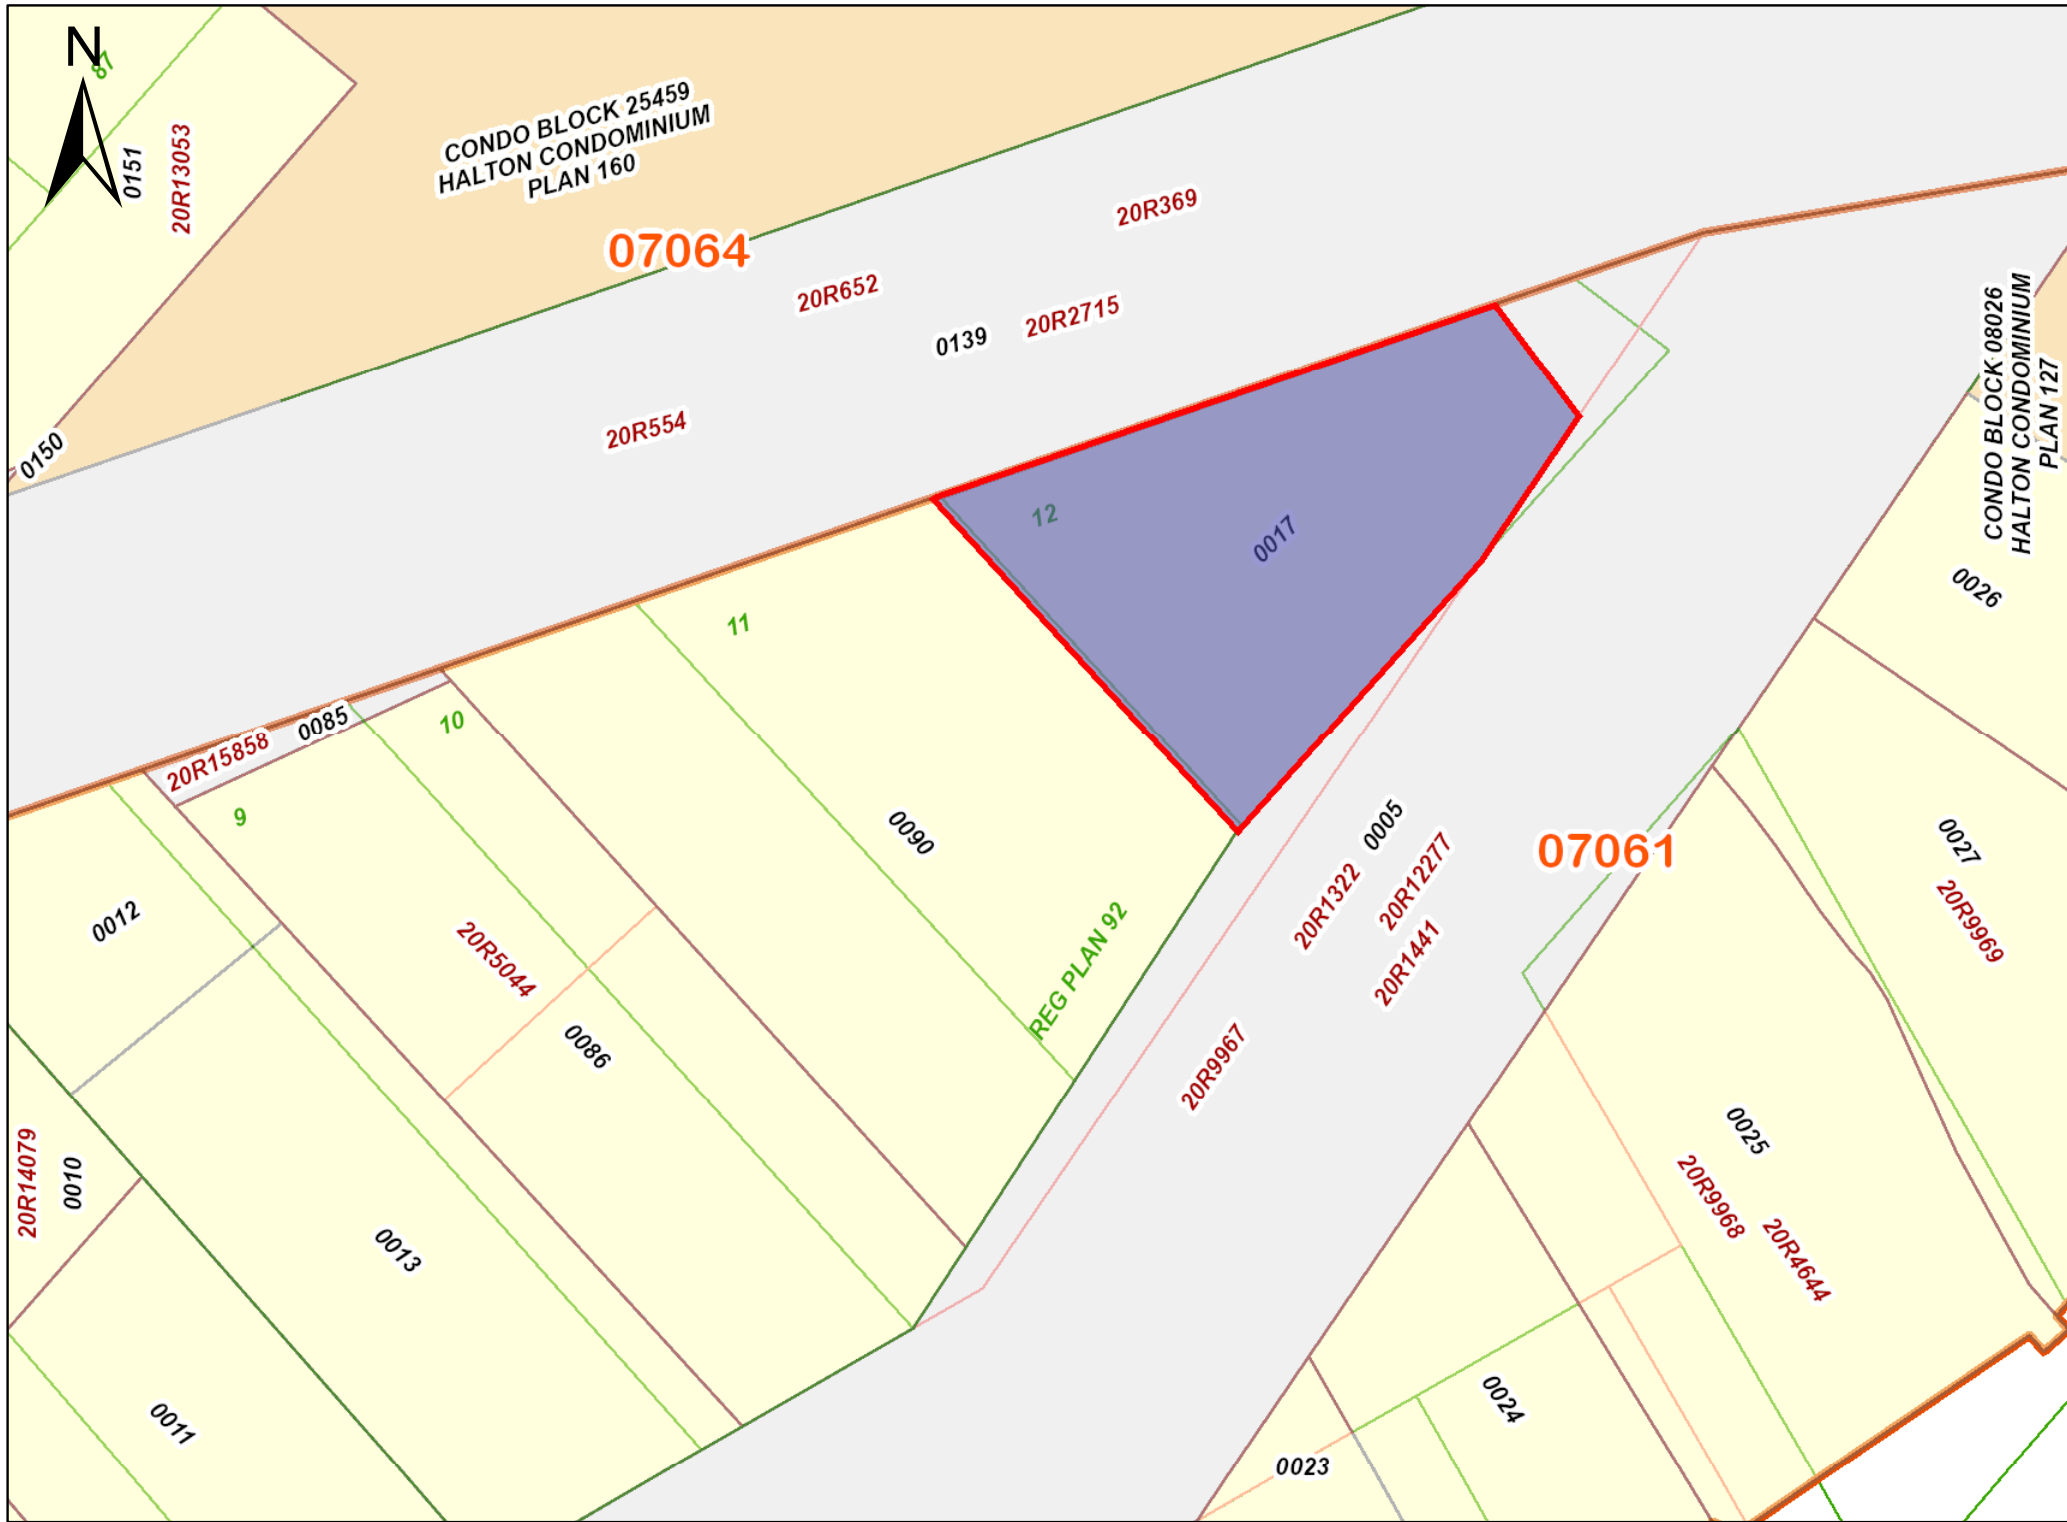 N
87
0151
20R13053
CONDO BLOCK 25459
HALTON CONDOMINIUM
PLAN 160
07064
20R369
20R652
20R2715
0139
20R554
0150
CONDO BLOCK 08026
HALTON CONDOMINIUM
PLAN 127
12
0017
0026
11
10
0085
20R15858
9
0090
0005
20R1322
20R12277
20R1441
07061
0027
20R9969
0012
20R5044
REG PLAN 92
0086
20R9967
0025
20R9968
20R4644
20R14079
0010
0013
0011
0024
0023